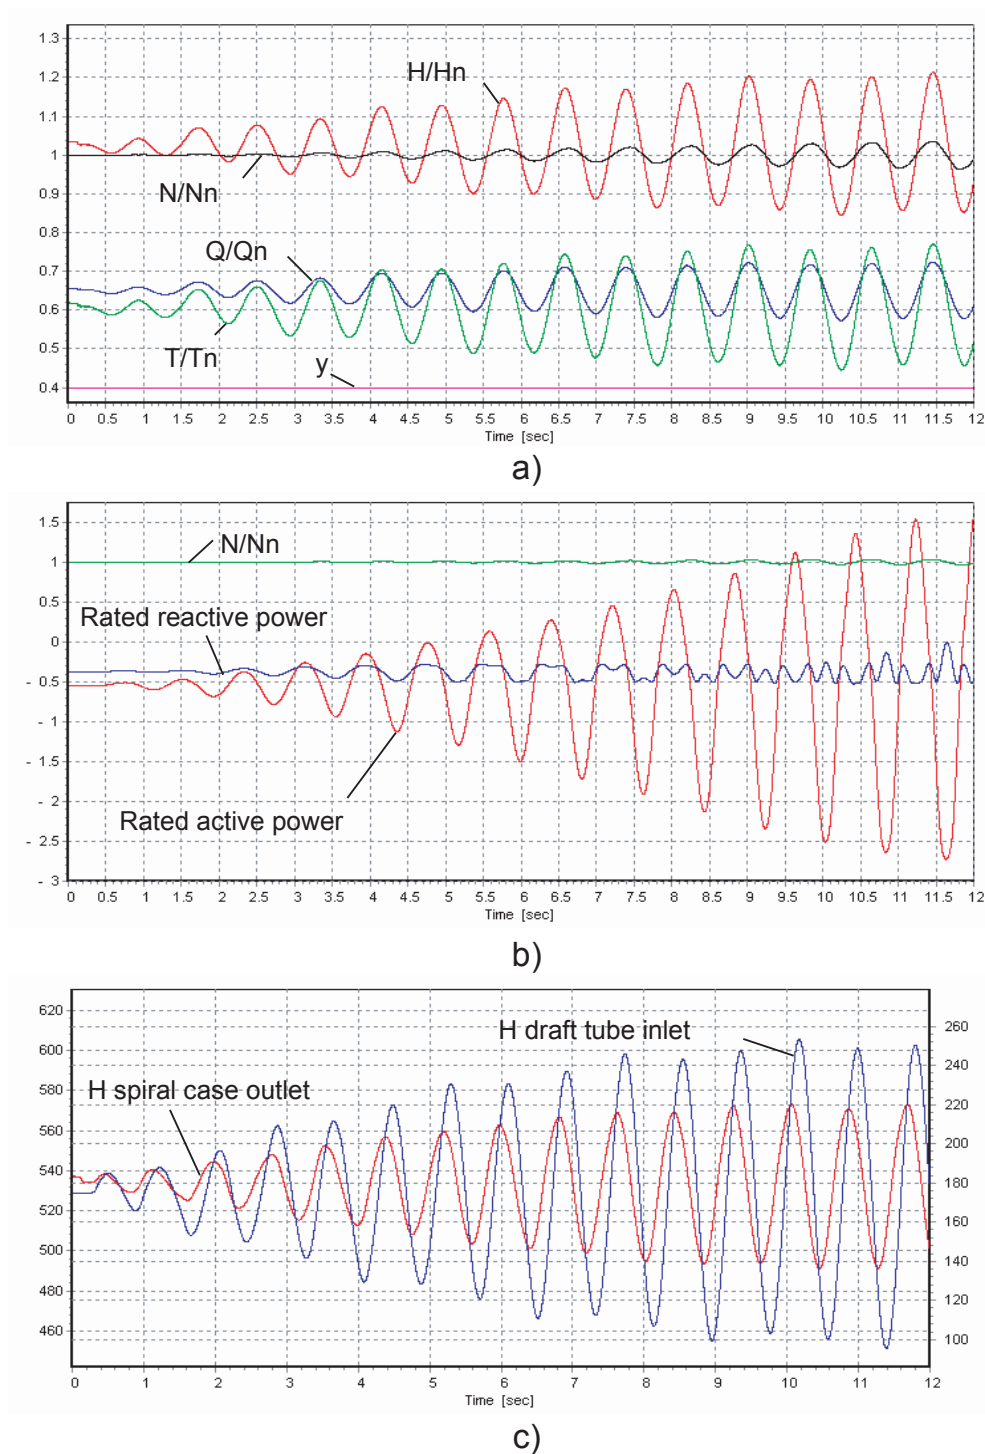 1.3
1.2
1.1
1
0.9
0.8
0.7
0.6
0.5
0.4
H/Hn
N/Nn
Q/Qn
T/Tn
y
0 0.5 1 1.5 2 2.5 3 3.5 4 4.5 5 5.5 6 6.5 7 7.5 8 8.5 9 9.5 10 10.5 11 11.5 12
Time [sec]
a)
1.5
1
0.5
0
- 0.5
- 1
- 1.5
- 2
- 2.5
- 3
N/Nn
Rated reactive power
Rated active power
0 0.5 1 1.5 2 2.5 3 3.5 4 4.5 5 5.5 6 6.5 7 7.5 8 8.5 9 9.5 10 10.5 11 11.5 12
Time [sec]
b)
620
600
580
560
540
520
500
480
460
H draft tube inlet
H spiral case outlet
260
240
220
200
180
160
140
120
100
0 1 2 3 4 5 6 7 8 9 10 11 12
Time [sec]
c)